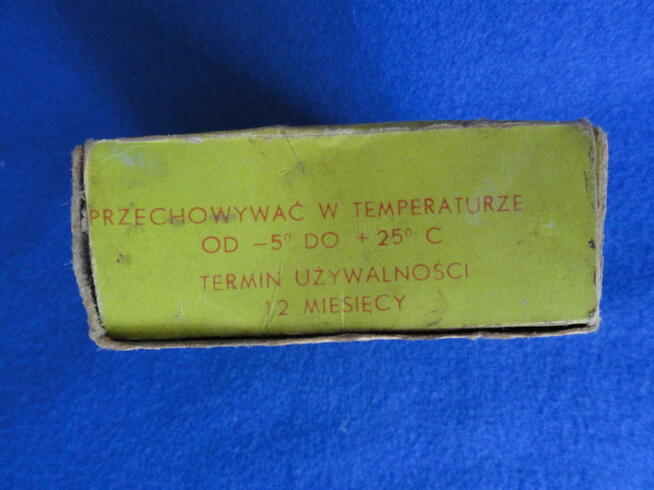 PRZECHOWYWAĆ W TEMPERATURZE
OD -5° DO +25° C
TERMIN UŻYWALNOŚCI
12 MIESIĘCY